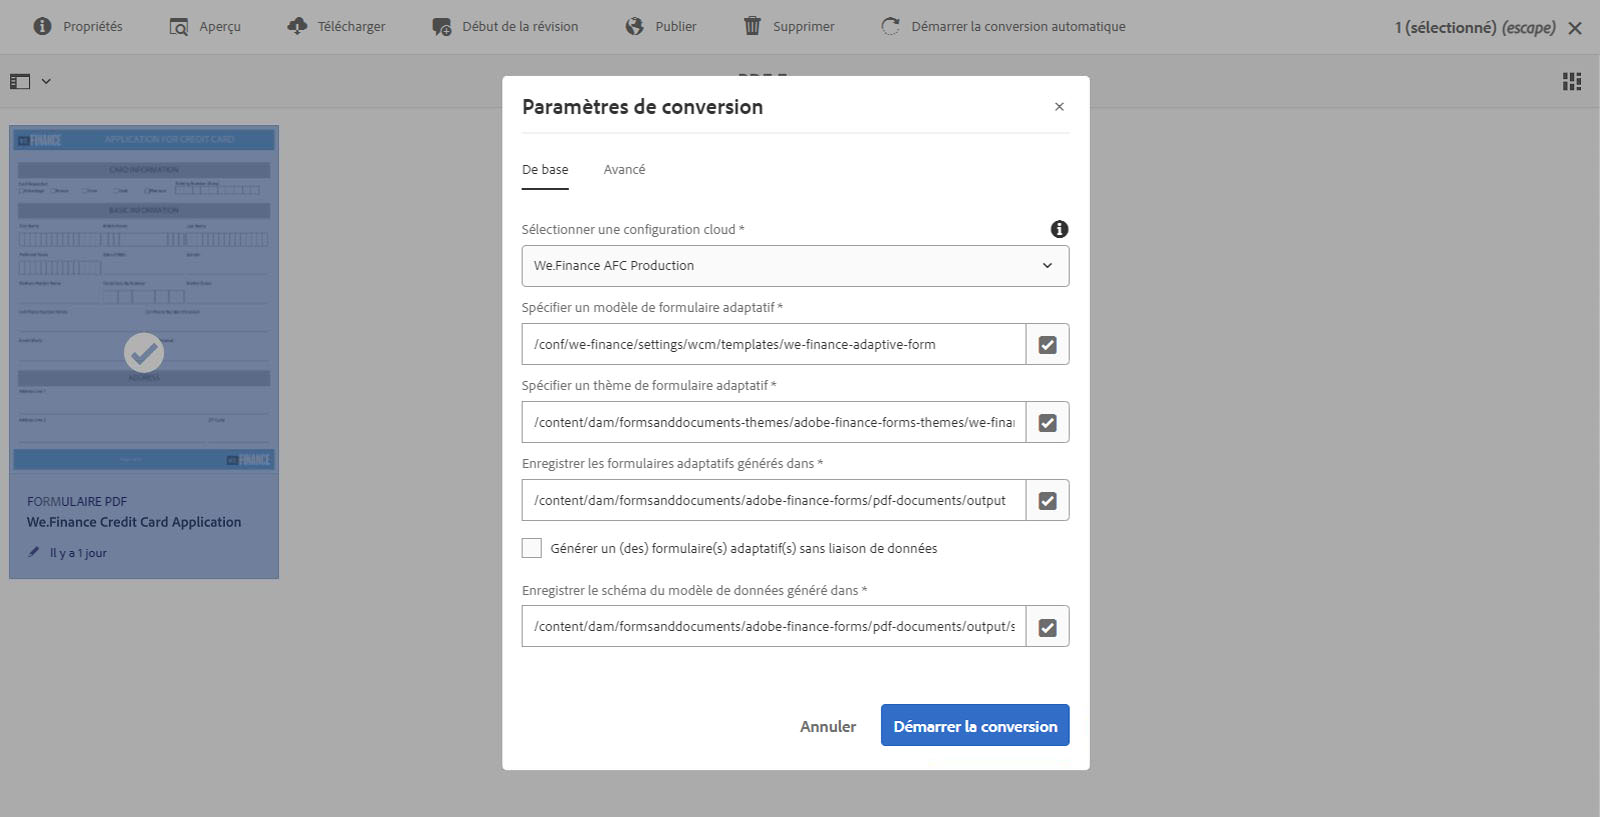 Propriétés
Aperçu
Télécharger
Début de la révision
Publier
Supprimer
Démarrer la conversion automatique
1 (sélectionné) (escape)
Paramètres de conversion
De base
Avancé
Sélectionner une configuration cloud *
We.Finance AFC Production
Spécifier un modèle de formulaire adaptatif *
/conf/we-finance/settings/wcm/templates/we-finance-adaptive-form
Spécifier un thème de formulaire adaptatif *
/content/dam/formsanddocuments-themes/adobe-finance-forms-themes/we-finan
Enregistrer les formulaires adaptatifs générés dans *
/content/dam/formsanddocuments/adobe-finance-forms/pdf-documents/output
Générer un (des) formulaire(s) adaptatif(s) sans liaison de données
Enregistrer le schéma du modèle de données généré dans *
/content/dam/formsanddocuments/adobe-finance-forms/pdf-documents/output/s
Annuler
Démarrer la conversion
FINANCE APPLICATION FOR CREDIT CARD
CARD INFORMATION
BASIC INFORMATION
ADDRESS
FINANCE
FORMULAIRE PDF
We.Finance Credit Card Application
Il y a 1 jour